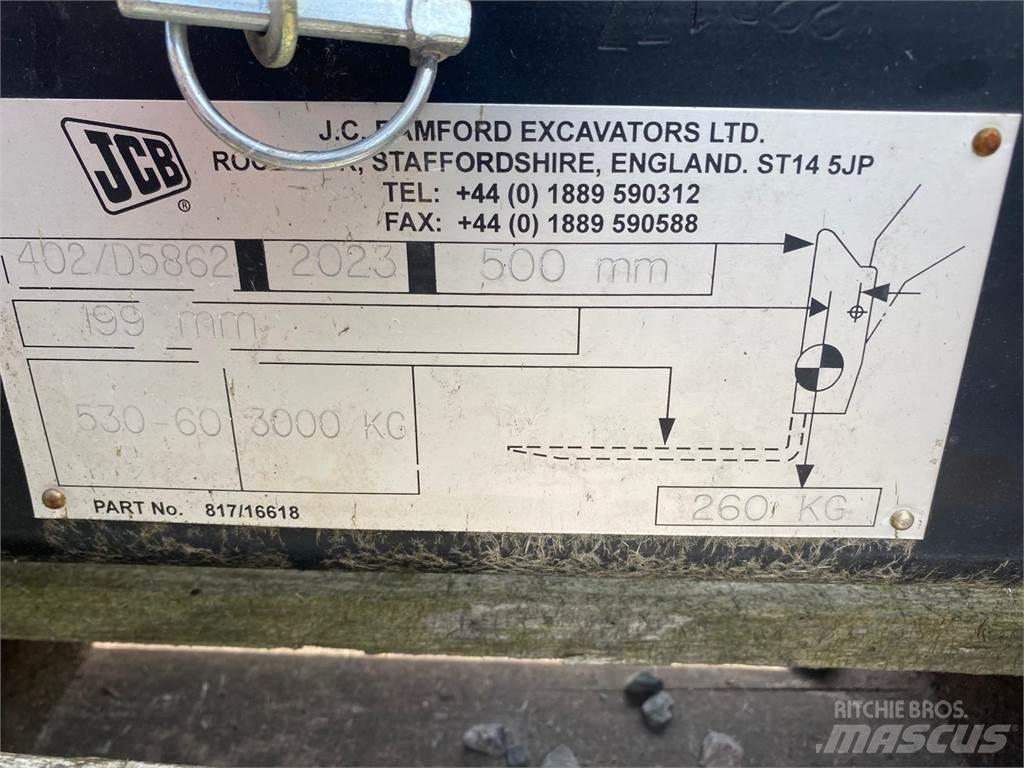 JCB
®
J.C. BAMFORD EXCAVATORS LTD.
STAFFORDSHIRE, ENGLAND. ST14 5JP
TEL: +44 (0) 1889 590312
FAX: +44 (0) 1889 590588
402/D5862 2023 500 mm
199 mm
530-60 3000 KG
260 KG
PART No. 817/16618
RITCHIE BROS.
MASCUS